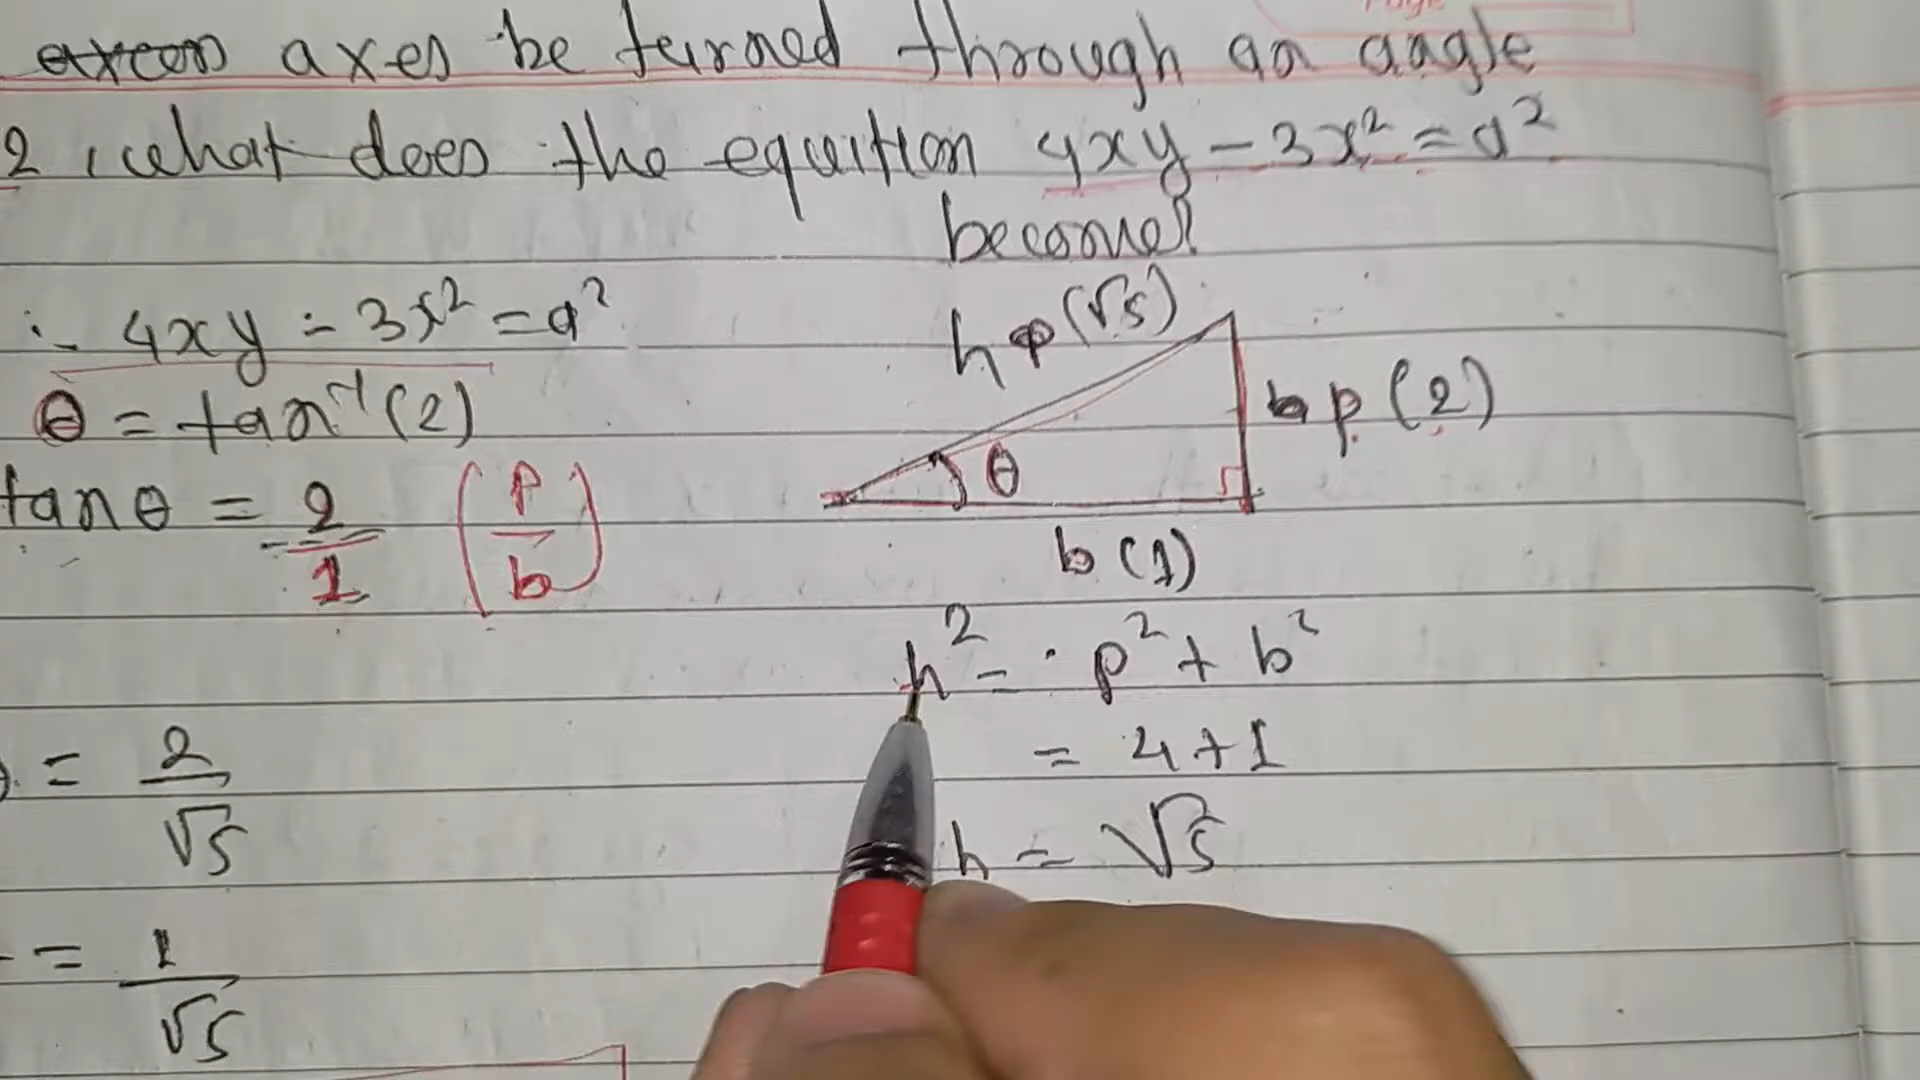 axes be turned through an angle
2, what does the equation 4xy - 3x² = a²
become?
:- 4xy - 3x² = a²
θ = tan⁻¹(2)
tanθ = 2/1 (p/b)
h (√5)
p (2)
θ
b (1)
h² = p² + b²
= 4+1
h = √5
= 2/√5
= 1/√5